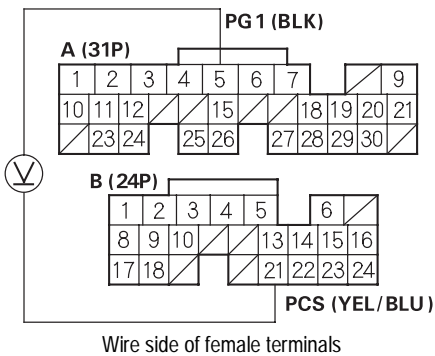 PG1 (BLK)
A (31P)
1 2 3 4 5 6 7 9
10 11 12 15 18 19 20 21
23 24 25 26 27 28 29 30
V
B (24P)
1 2 3 4 5 6
8 9 10 13 14 15 16
17 18 21 22 23 24
PCS (YEL/BLU)
Wire side of female terminals